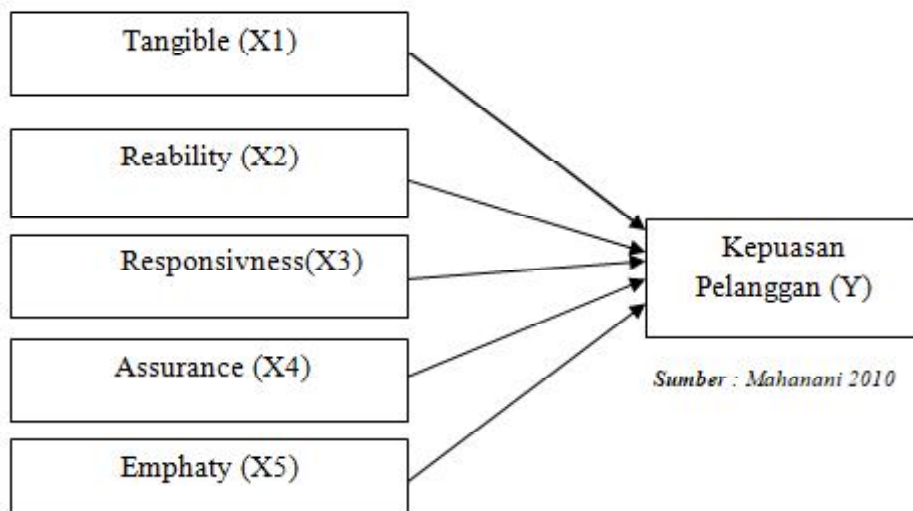 Tangible (X1)
Reability (X2)
Responsivness(X3)
Assurance (X4)
Emphaty (X5)
Kepuasan
Pelanggan (Y)
Sumber : Mahanani 2010